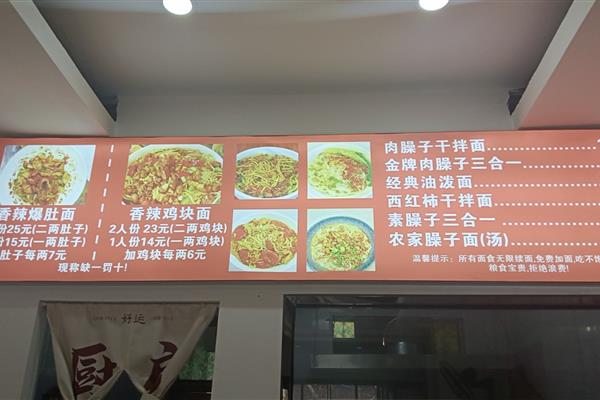 香辣爆肚面
份25元(二两肚子)
份15元(一两肚子)
肚子每两7元
现称缺一罚十!
香辣鸡块面
2人份 23元(二两鸡块)
1人份14元(一两鸡块)
加鸡块每两6元
肉臊子干拌面
金牌肉臊子三合一
经典油泼面
西红柿干拌面
素臊子三合一
农家臊子面(汤)
温馨提示：所有面食无限续面,免费加面,吃不饱
粮食宝贵,拒绝浪费!
好运
厨